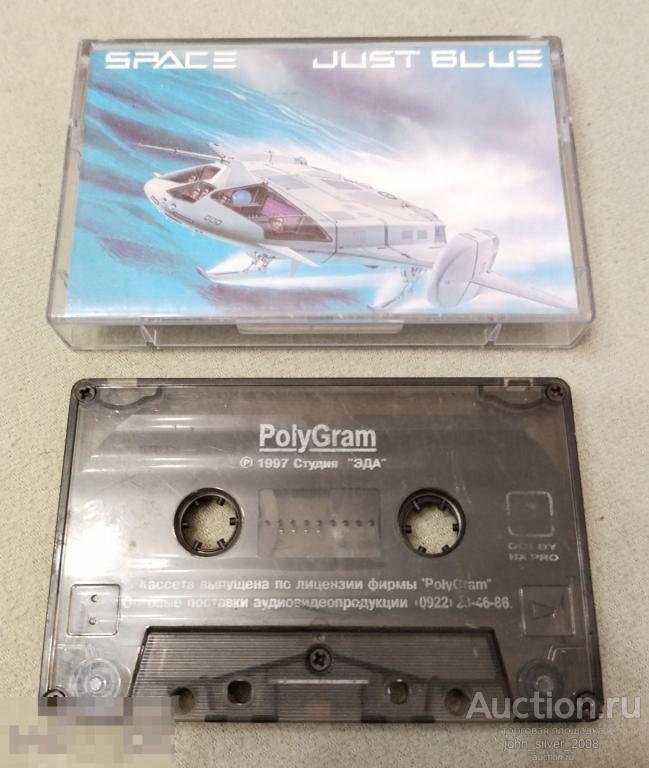 SPACE JUST BLUE
000
PolyGram
℗ 1997 Студия "ЭДА"
DOLBY
HX PRO
Кассета выпущена по лицензии фирмы "PolyGram"
Оптовые поставки аудиовидеопродукции (0922) 23-46-86.
Auction.ru
Торговая площадка
john_silver_2008
auction.ru